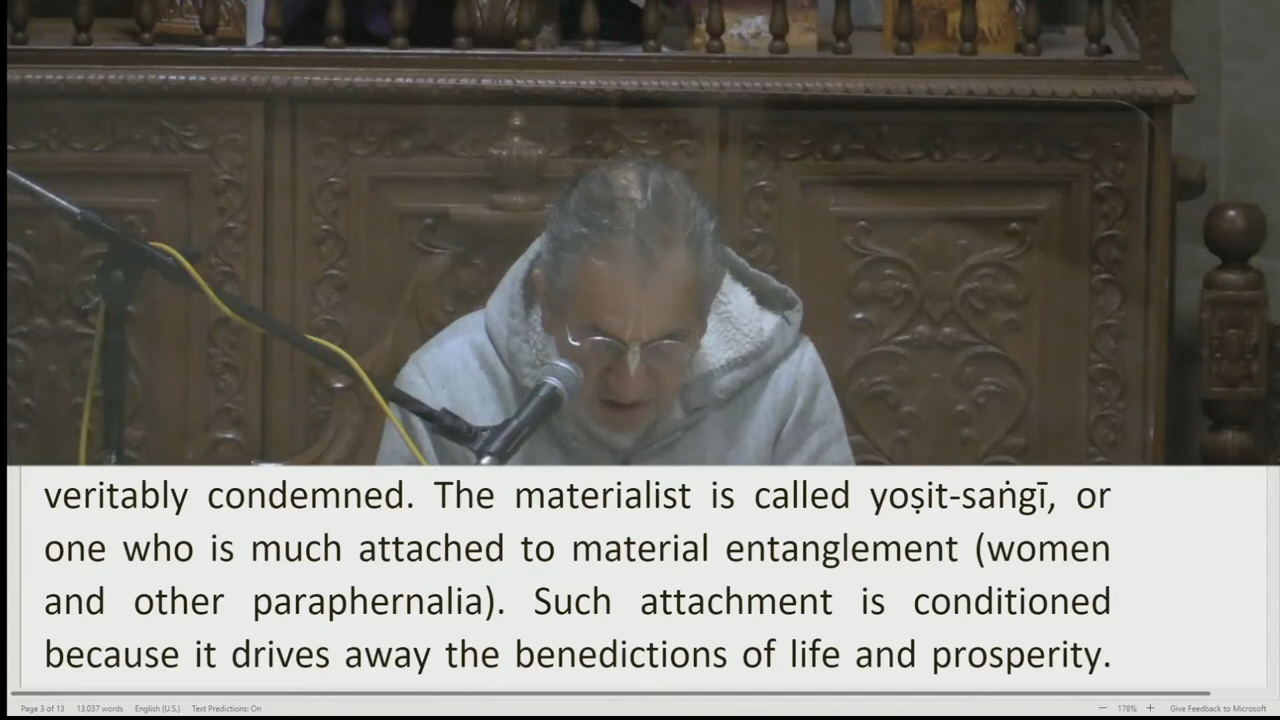 veritably condemned. The materialist is called yoṣit-saṅgī, or
one who is much attached to material entanglement (women
and other paraphernalia). Such attachment is conditioned
because it drives away the benedictions of life and prosperity.
Page 3 of 13 13,037 words English (U.S.) Text Predictions: On 178% Give Feedback to Microsoft